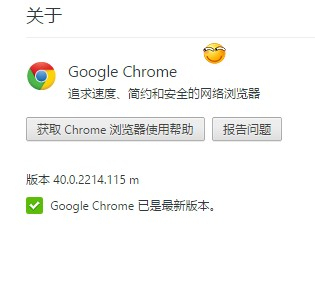 关于
Google Chrome
追求速度、简约和安全的网络浏览器
获取 Chrome 浏览器使用帮助
报告问题
版本 40.0.2214.115 m
Google Chrome 已是最新版本。